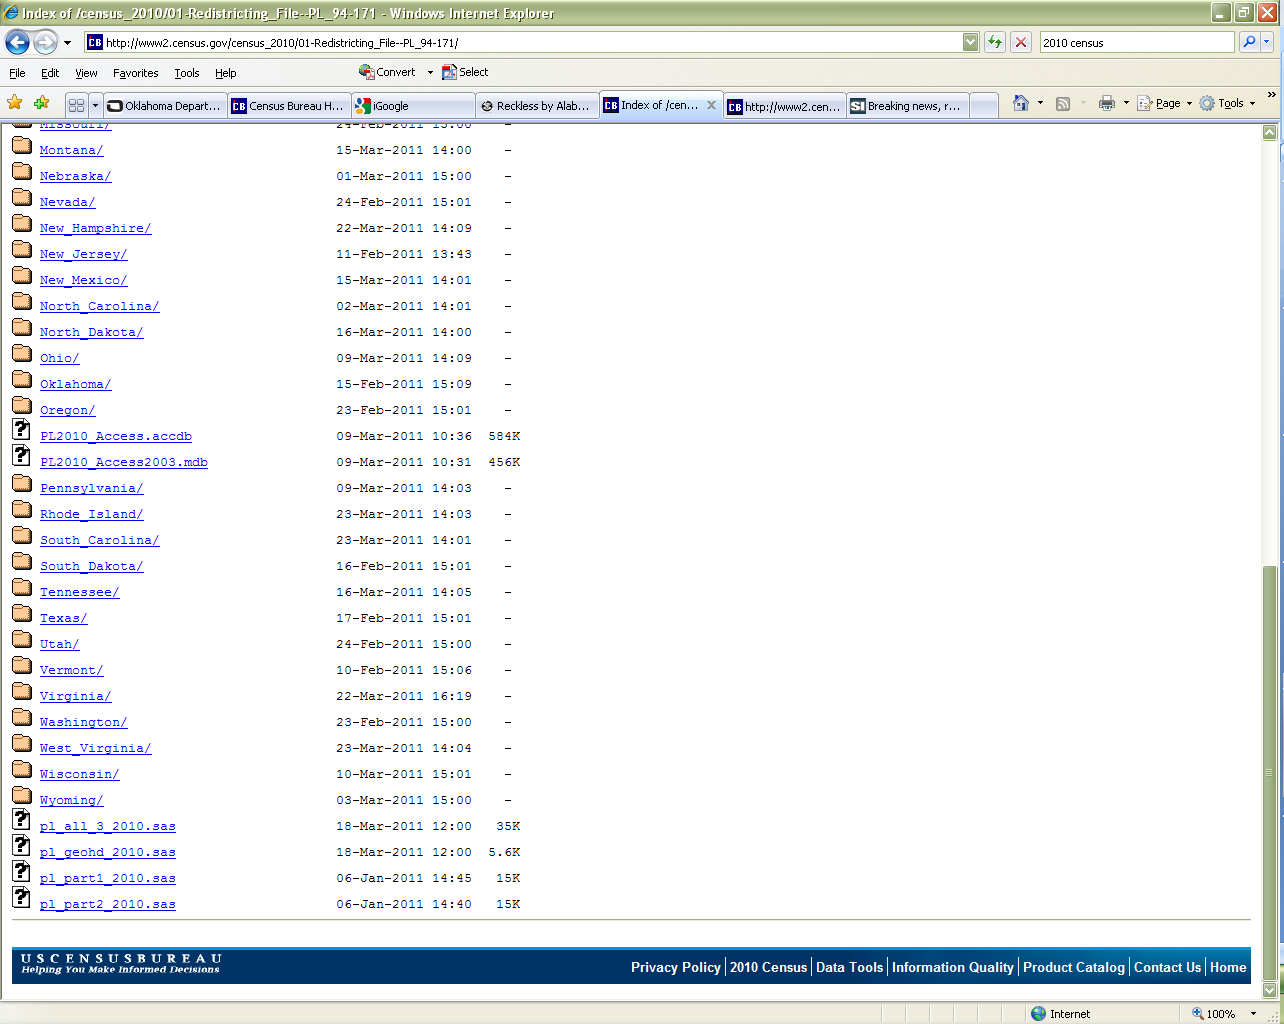 Index of /census_2010/01-Redistricting_File--PL_94-171 - Windows Internet Explorer
http://www2.census.gov/census_2010/01-Redistricting_File--PL_94-171/
2010 census
File Edit View Favorites Tools Help Convert Select
Oklahoma Depart... Census Bureau H... iGoogle Reckless by Alab... Index of /cen... http://www2.cen... Breaking news, r... Page Tools »
Missouri/ 24-Feb-2011 15:00 -
Montana/ 15-Mar-2011 14:00 -
Nebraska/ 01-Mar-2011 15:00 -
Nevada/ 24-Feb-2011 15:01 -
New_Hampshire/ 22-Mar-2011 14:09 -
New_Jersey/ 11-Feb-2011 13:43 -
New_Mexico/ 15-Mar-2011 14:01 -
North_Carolina/ 02-Mar-2011 14:01 -
North_Dakota/ 16-Mar-2011 14:00 -
Ohio/ 09-Mar-2011 14:09 -
Oklahoma/ 15-Feb-2011 15:09 -
Oregon/ 23-Feb-2011 15:01 -
PL2010_Access.accdb 09-Mar-2011 10:36 584K
PL2010_Access2003.mdb 09-Mar-2011 10:31 456K
Pennsylvania/ 09-Mar-2011 14:03 -
Rhode_Island/ 23-Mar-2011 14:03 -
South_Carolina/ 23-Mar-2011 14:01 -
South_Dakota/ 16-Feb-2011 15:01 -
Tennessee/ 16-Mar-2011 14:05 -
Texas/ 17-Feb-2011 15:01 -
Utah/ 24-Feb-2011 15:00 -
Vermont/ 10-Feb-2011 15:06 -
Virginia/ 22-Mar-2011 16:19 -
Washington/ 23-Feb-2011 15:00 -
West_Virginia/ 23-Mar-2011 14:04 -
Wisconsin/ 10-Mar-2011 15:01 -
Wyoming/ 03-Mar-2011 15:00 -
pl_all_3_2010.sas 18-Mar-2011 12:00 35K
pl_geohd_2010.sas 18-Mar-2011 12:00 5.6K
pl_part1_2010.sas 06-Jan-2011 14:45 15K
pl_part2_2010.sas 06-Jan-2011 14:40 15K
USCENSUSBUREAU
Helping You Make Informed Decisions
Privacy Policy | 2010 Census | Data Tools | Information Quality | Product Catalog | Contact Us | Home
Internet 100%